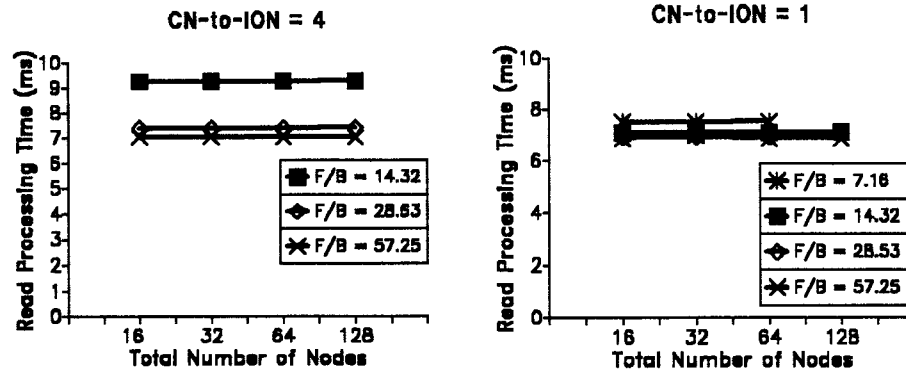 CN-to-ION = 4
Read Processing Time (ms)
10
9
8
7
6
5
4
3
2
1
0
F/B = 14.32
F/B = 28.63
F/B = 57.25
16 32 64 128
Total Number of Nodes
CN-to-ION = 1
Read Processing Time (ms)
10
8
6
4
2
0
F/B = 7.16
F/B = 14.32
F/B = 28.53
F/B = 57.25
16 32 64 128
Total Number of Nodes